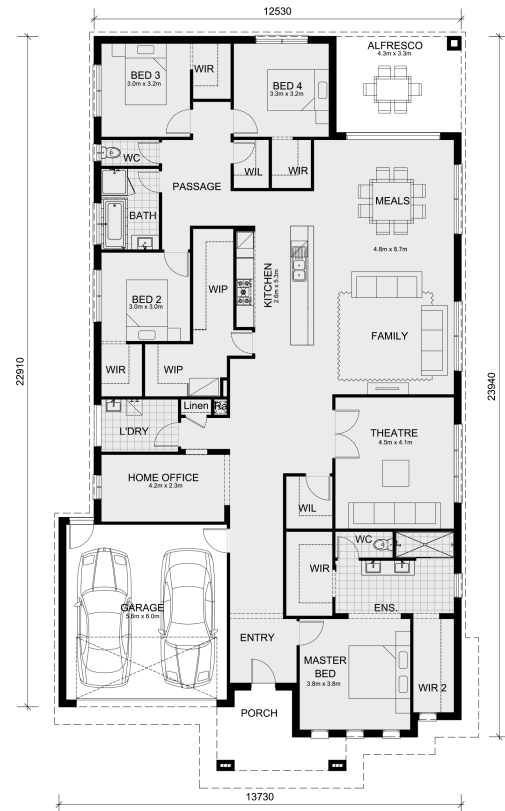 12530
ALFRESCO
4.3m x 3.3m
BED 3
3.0m x 3.2m
WIR
BED 4
3.3m x 3.2m
WC
WIL
WIR
PASSAGE
MEALS
BATH
4.8m x 8.7m
KITCHEN
2.6m x 5.3m
WIP
BED 2
3.0m x 3.0m
FAMILY
22910
23940
WIR
WIP
Linen
L'DRY
THEATRE
4.5m x 4.1m
HOME OFFICE
4.2m x 2.3m
WIL
WC
WIR
GARAGE
5.8m x 6.0m
ENS.
ENTRY
MASTER
BED
3.8m x 3.8m
WIR 2
PORCH
13730